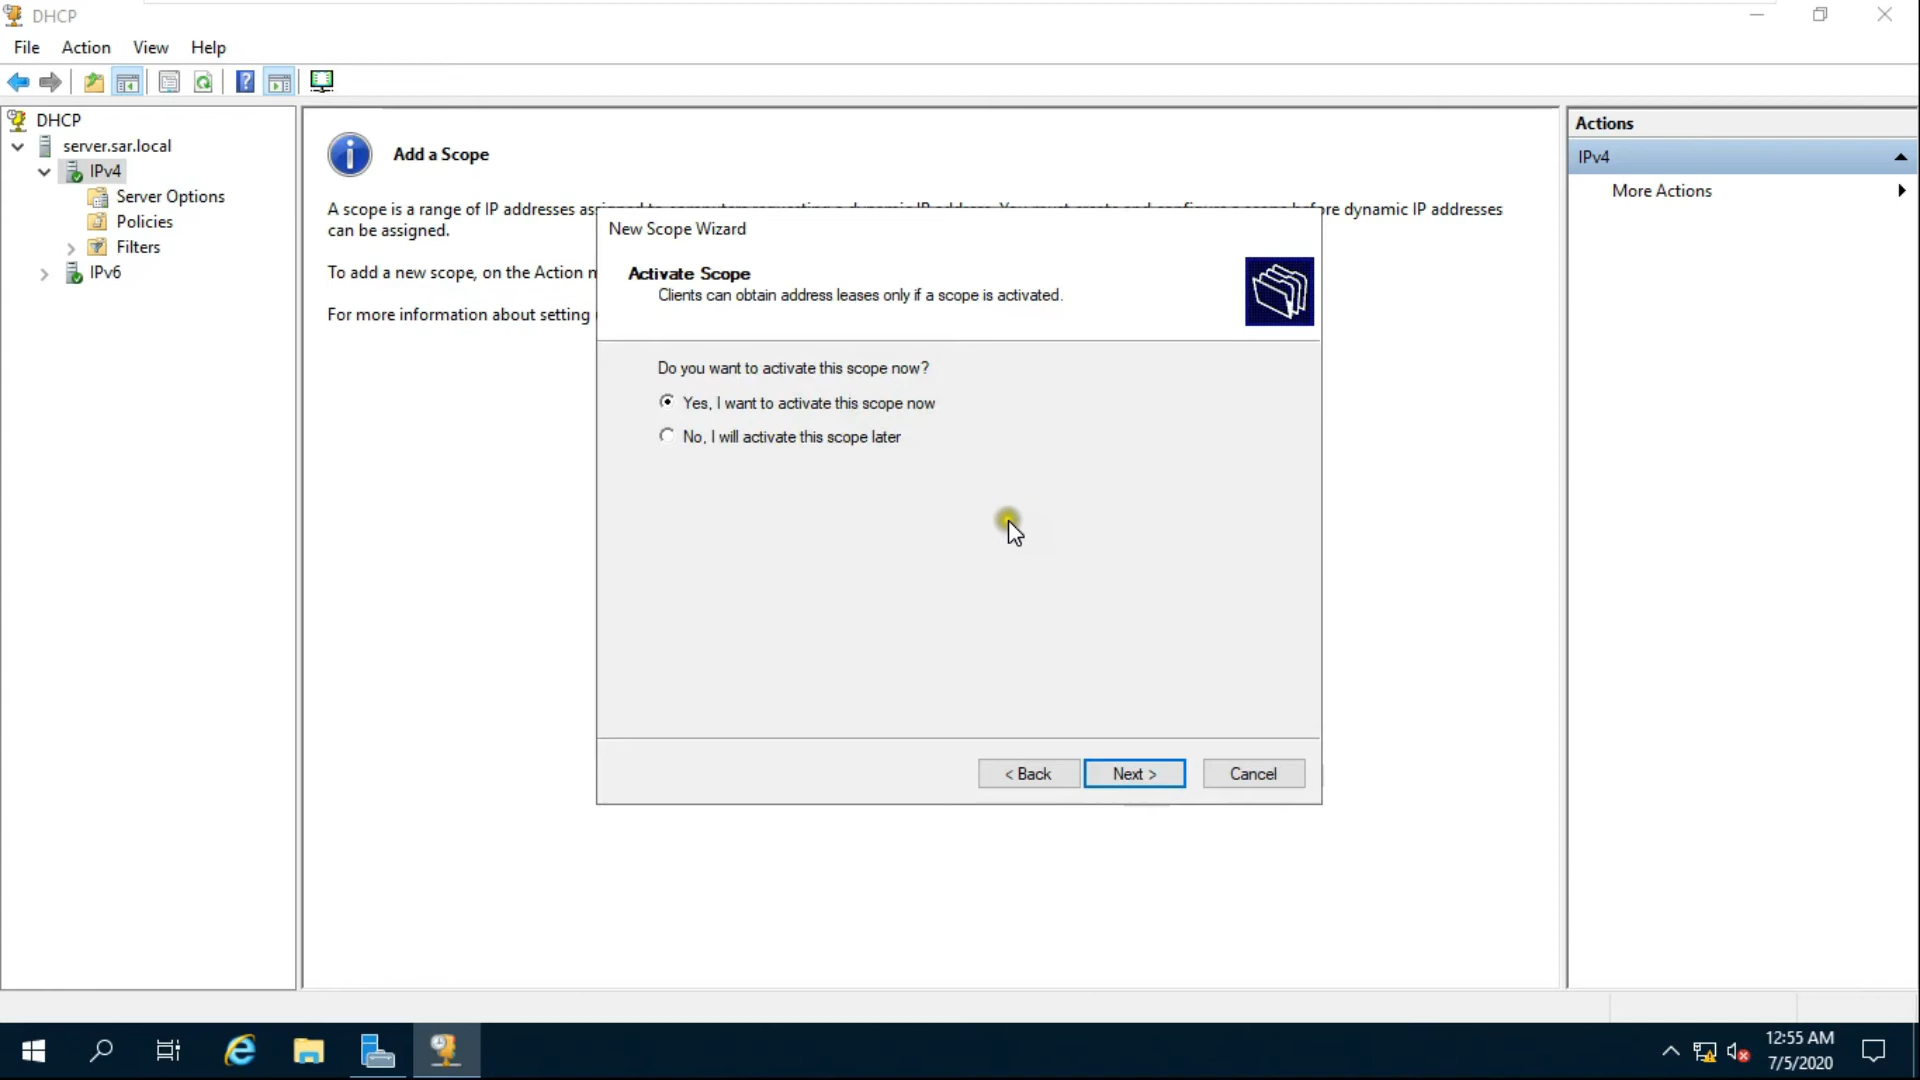 DHCP
File Action View Help
DHCP
server.sar.local
IPv4
Server Options
Policies
Filters
IPv6
Add a Scope
A scope is a range of IP addresses
can be assigned.
before dynamic IP addresses
To add a new scope, on the Action
For more information about setting
New Scope Wizard
Activate Scope
Clients can obtain address leases only if a scope is activated.
Do you want to activate this scope now?
Yes, I want to activate this scope now
No, I will activate this scope later
< Back
Next >
Cancel
Actions
IPv4
More Actions
12:55 AM
7/5/2020